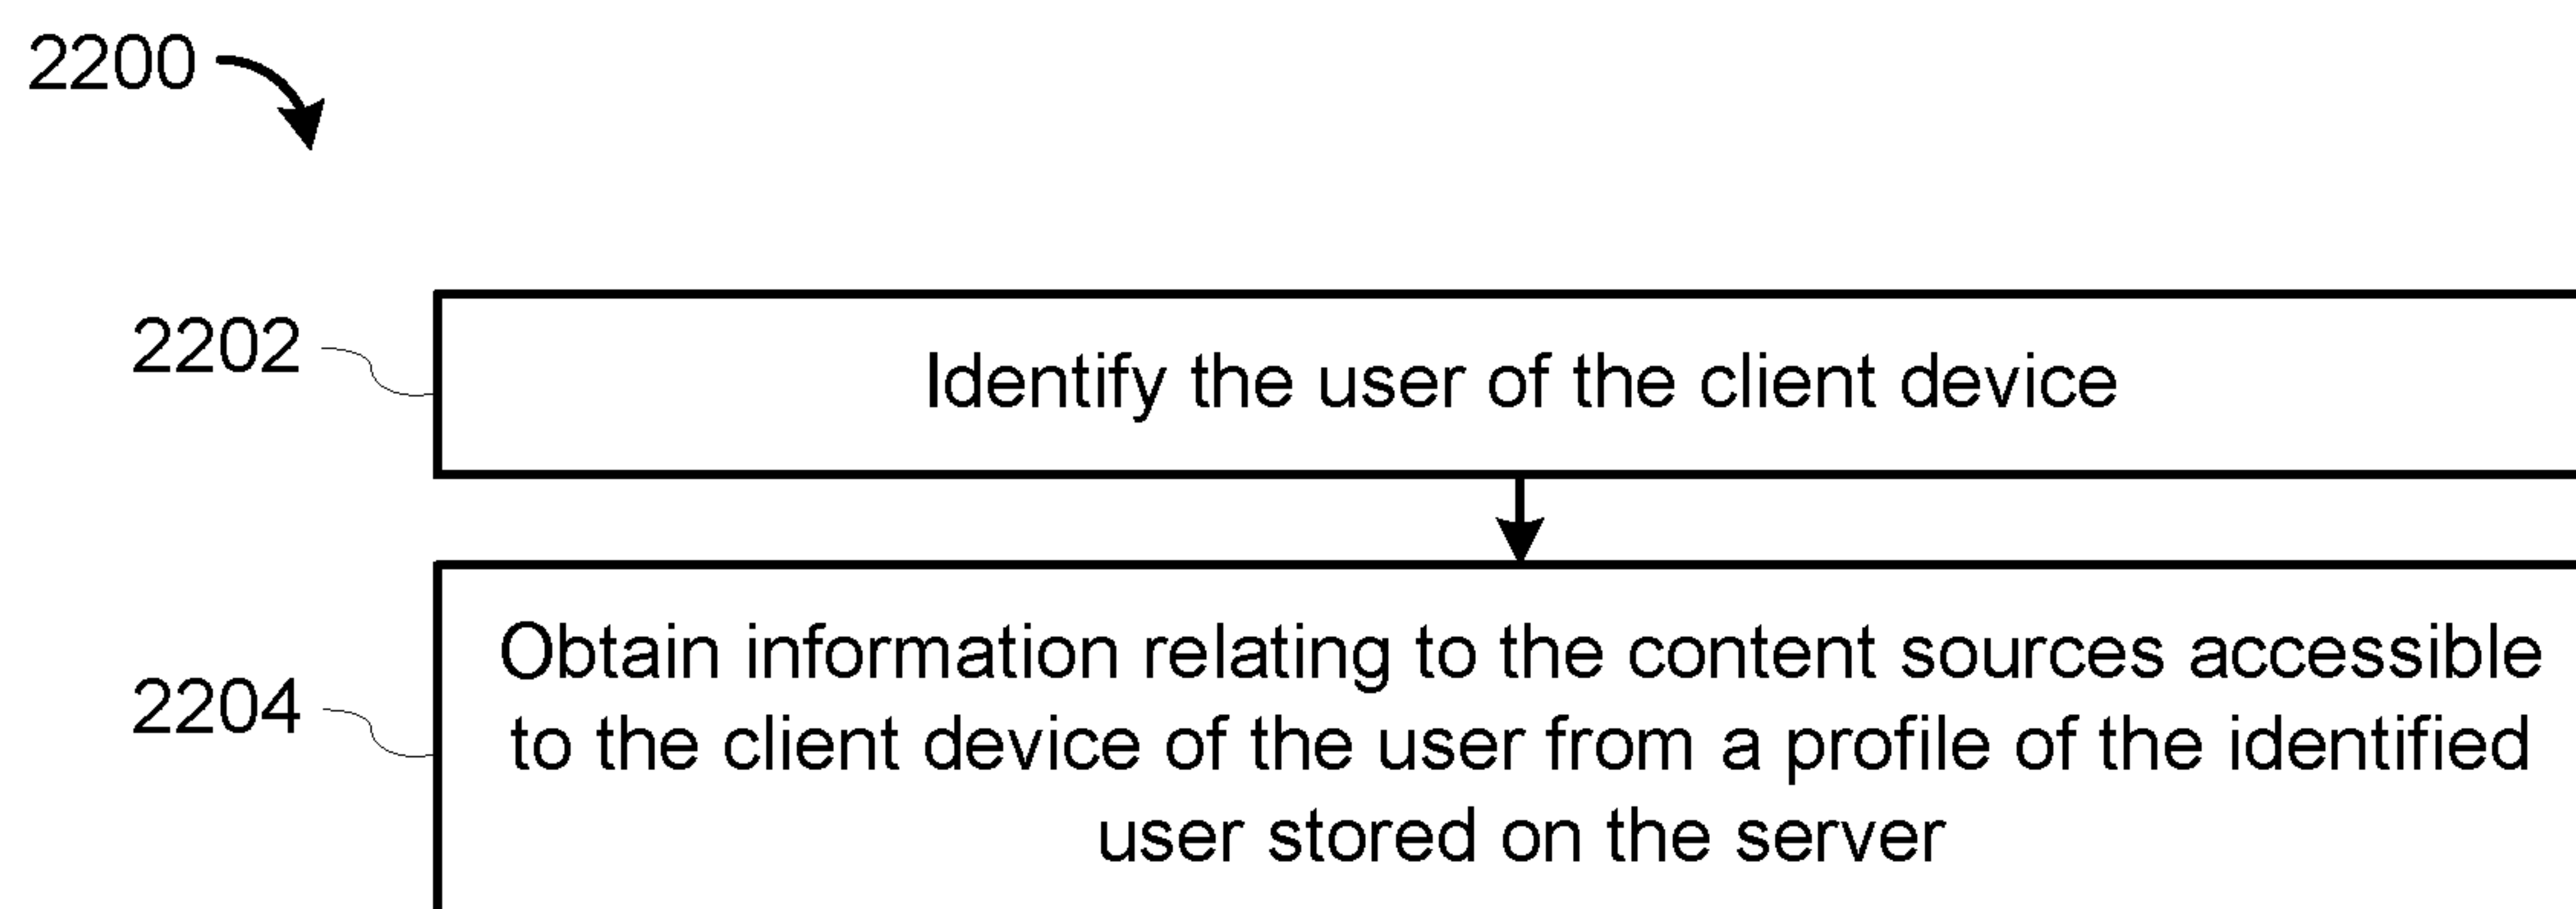 2200
2202
Identify the user of the client device
2204
Obtain information relating to the content sources accessible
to the client device of the user from a profile of the identified
user stored on the server